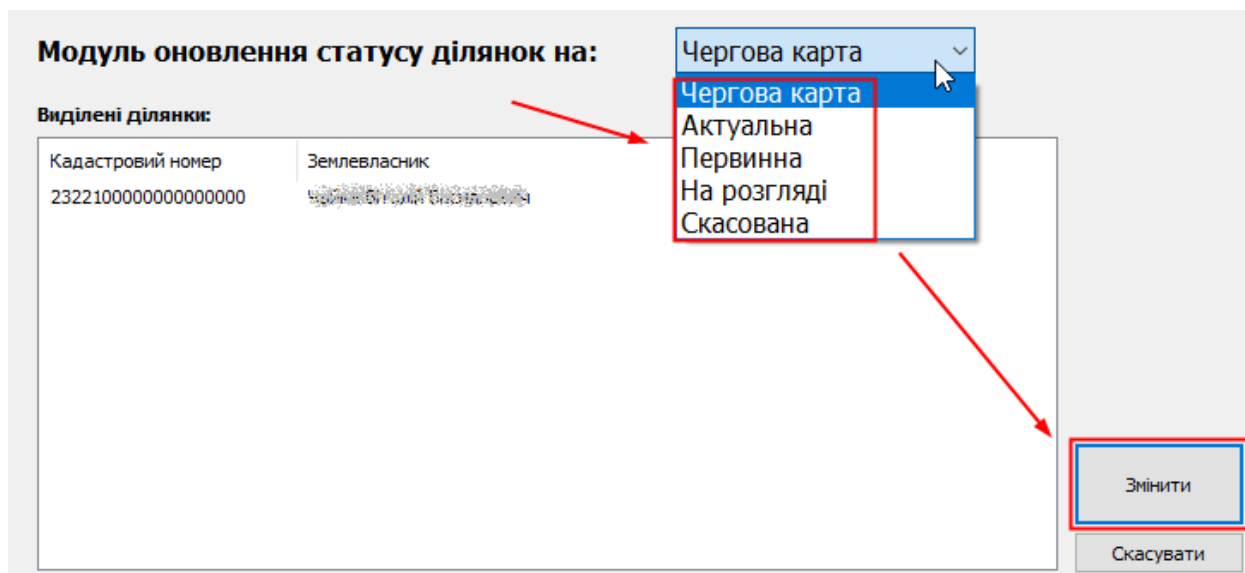 Модуль оновлення статусу ділянок на:
Чергова карта
Чергова карта
Актуальна
Первинна
На розгляді
Скасована
Виділені ділянки:
Кадастровий номер
Землевласник
2322100000000000000
Змінити
Скасувати